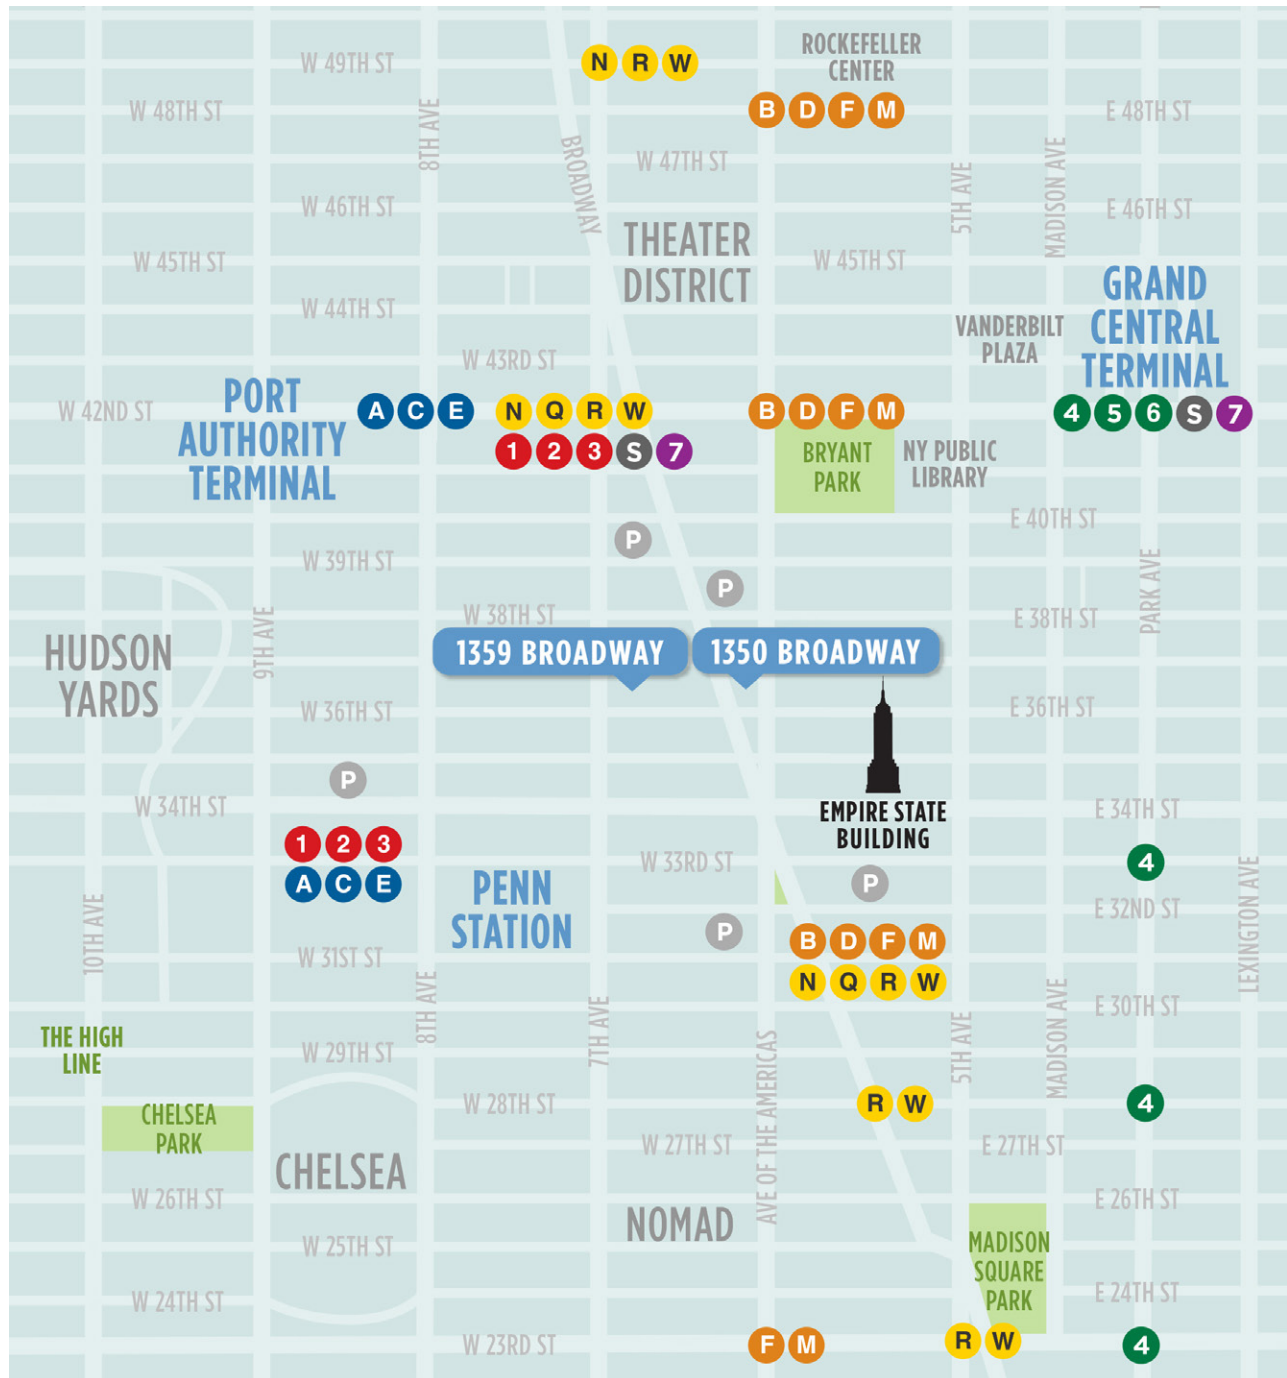 W 49TH ST
N R W
ROCKEFELLER
CENTER
W 48TH ST
8TH AVE
B D F M
E 48TH ST
BROADWAY
W 47TH ST
5TH AVE
MADISON AVE
W 46TH ST
E 46TH ST
THEATER
DISTRICT
W 45TH ST
W 45TH ST
W 44TH ST
GRAND
CENTRAL
TERMINAL
VANDERBILT
PLAZA
W 43RD ST
W 42ND ST
PORT
AUTHORITY
TERMINAL
A C E
N Q R W
1 2 3 S 7
B D F M
4 5 6 S 7
BRYANT
PARK
NY PUBLIC
LIBRARY
E 40TH ST
P
W 39TH ST
P
PARK AVE
9TH AVE
W 38TH ST
E 38TH ST
HUDSON
YARDS
1359 BROADWAY
1350 BROADWAY
W 36TH ST
E 36TH ST
P
W 34TH ST
EMPIRE STATE
BUILDING
E 34TH ST
1 2 3
A C E
W 33RD ST
4
PENN
STATION
P
LEXINGTON AVE
E 32ND ST
10TH AVE
P
B D F M
N Q R W
W 31ST ST
8TH AVE
7TH AVE
AVE OF THE AMERICAS
5TH AVE
MADISON AVE
E 30TH ST
THE HIGH
LINE
W 29TH ST
CHELSEA
PARK
W 28TH ST
R W
4
W 27TH ST
E 27TH ST
CHELSEA
W 26TH ST
E 26TH ST
NOMAD
W 25TH ST
MADISON
SQUARE
PARK
W 24TH ST
E 24TH ST
W 23RD ST
F M
R W
4